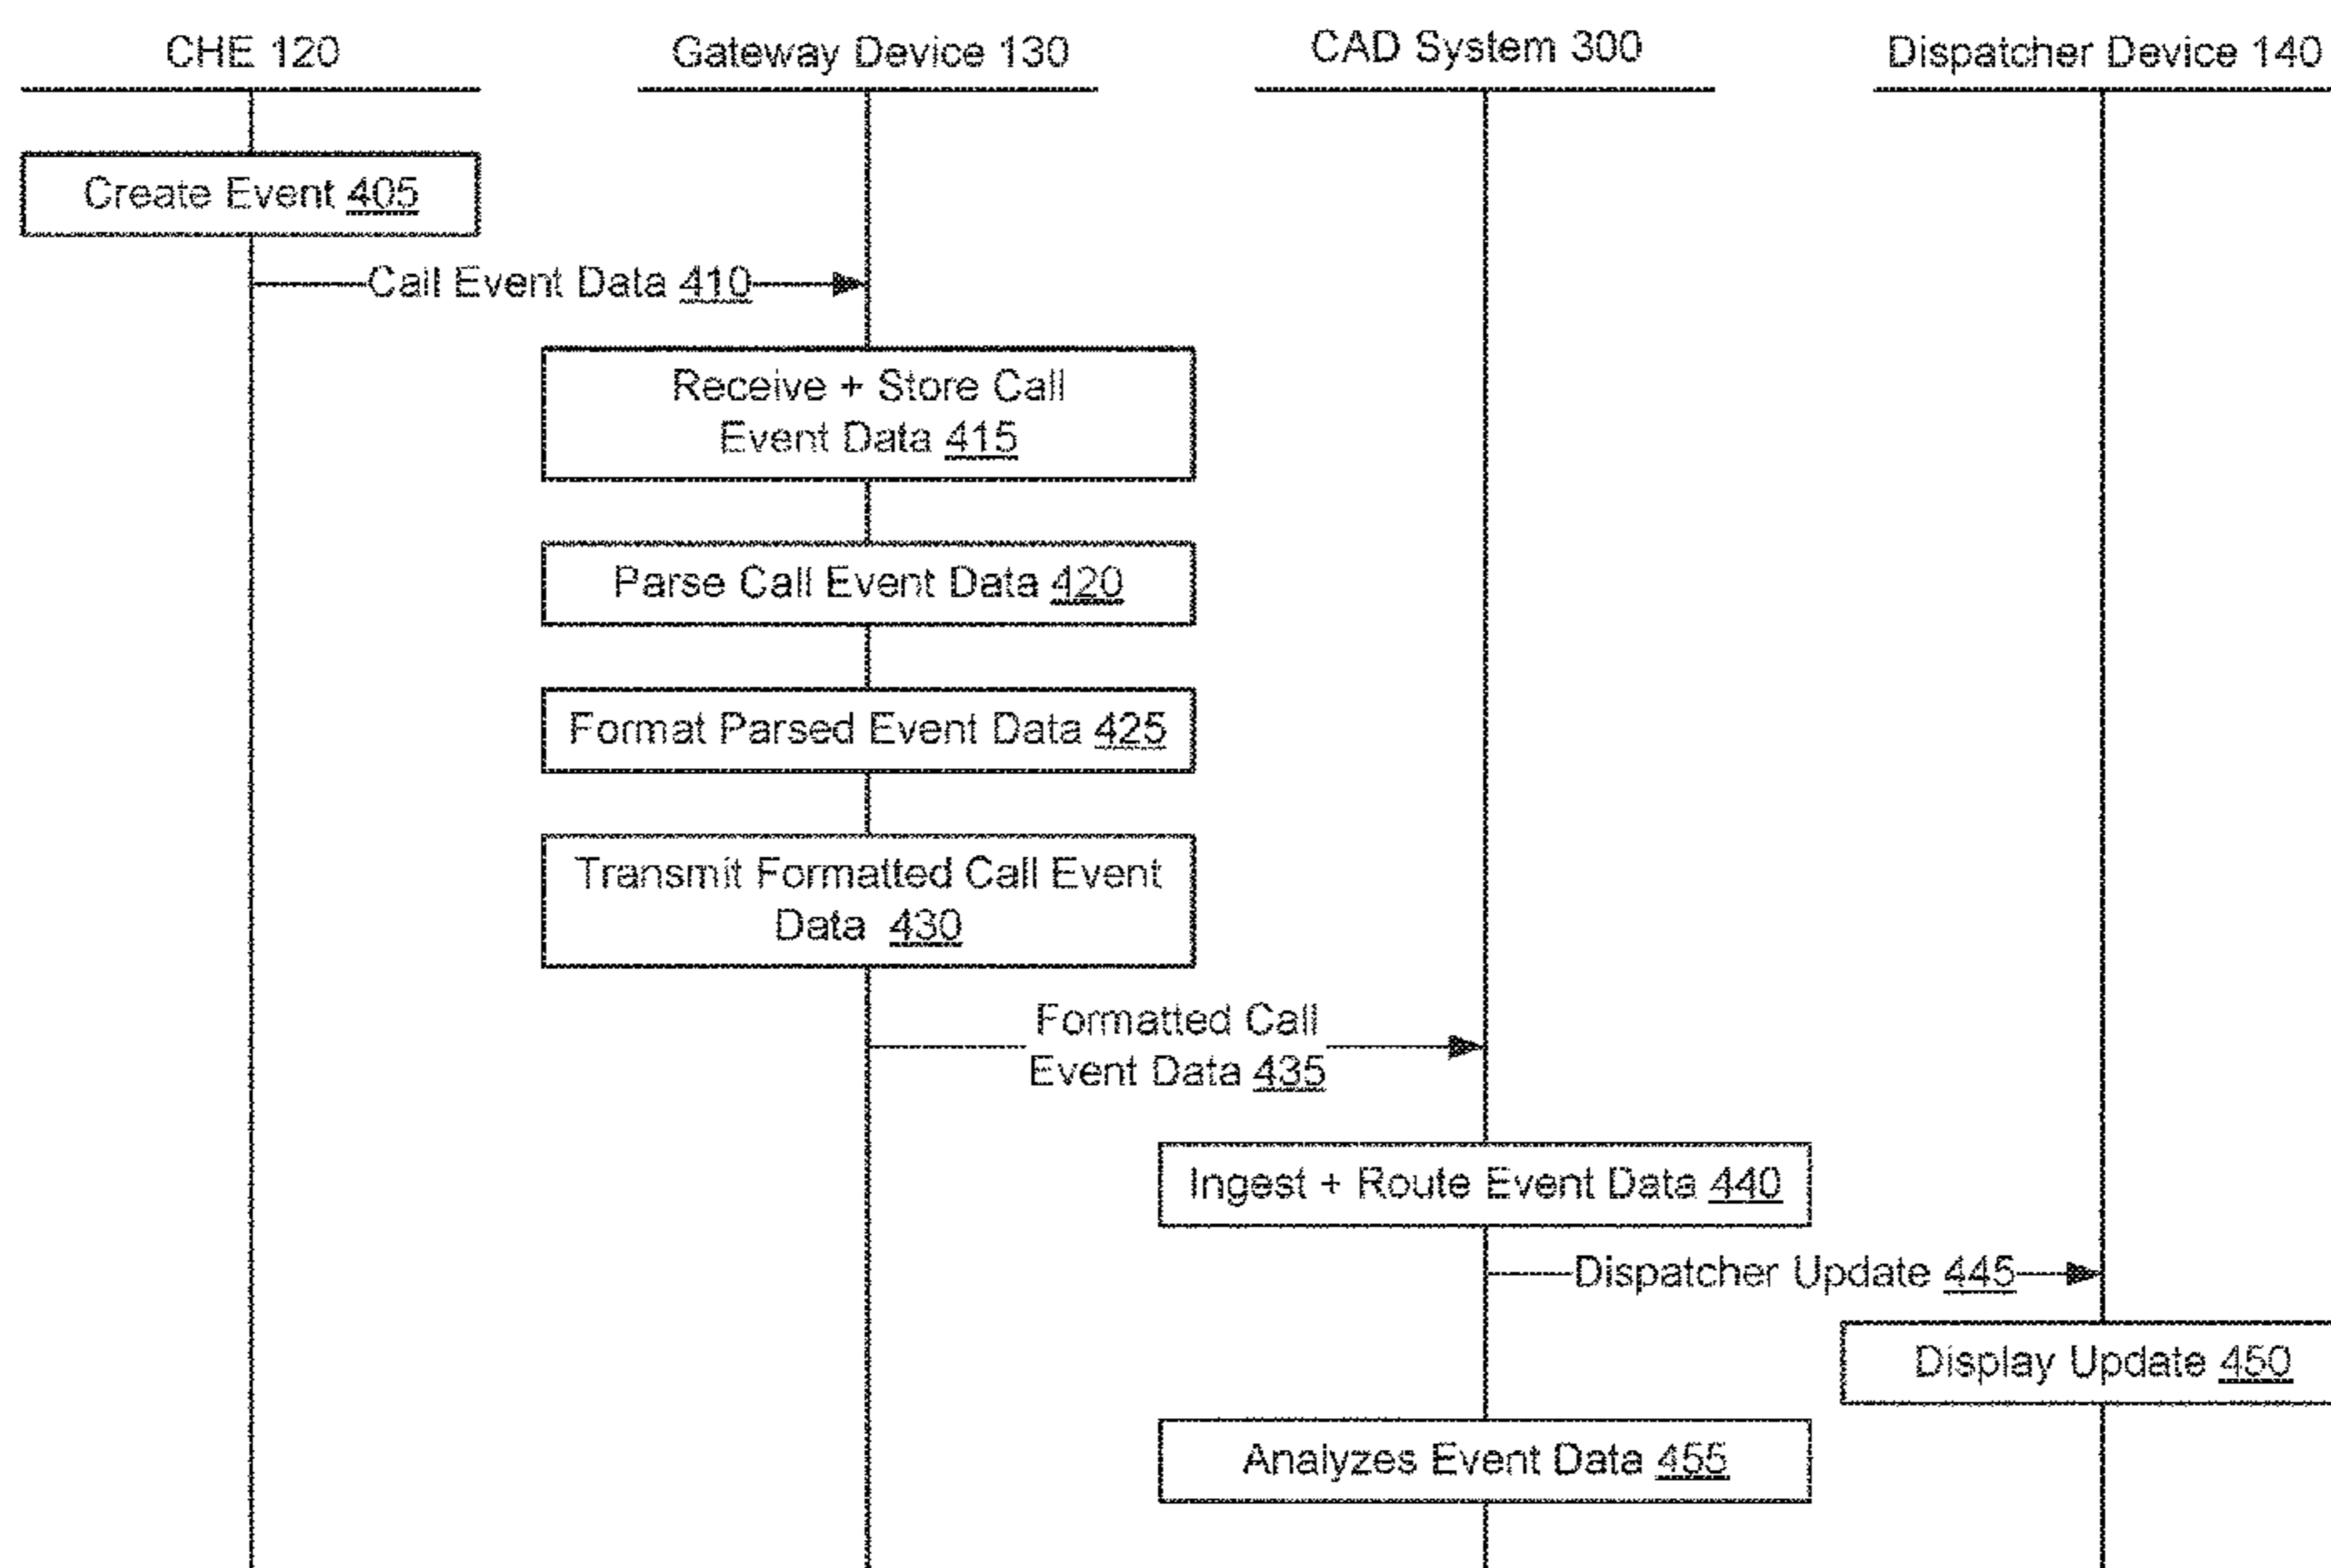 CHE 120
Gateway Device 130
CAD System 300
Dispatcher Device 140
Create Event 405
Call Event Data 410
Receive + Store Call
Event Data 415
Parse Call Event Data 420
Format Parsed Event Data 425
Transmit Formatted Call Event
Data 430
Formatted Call
Event Data 435
Ingest + Route Event Data 440
Dispatcher Update 445
Display Update 450
Analyzes Event Data 455